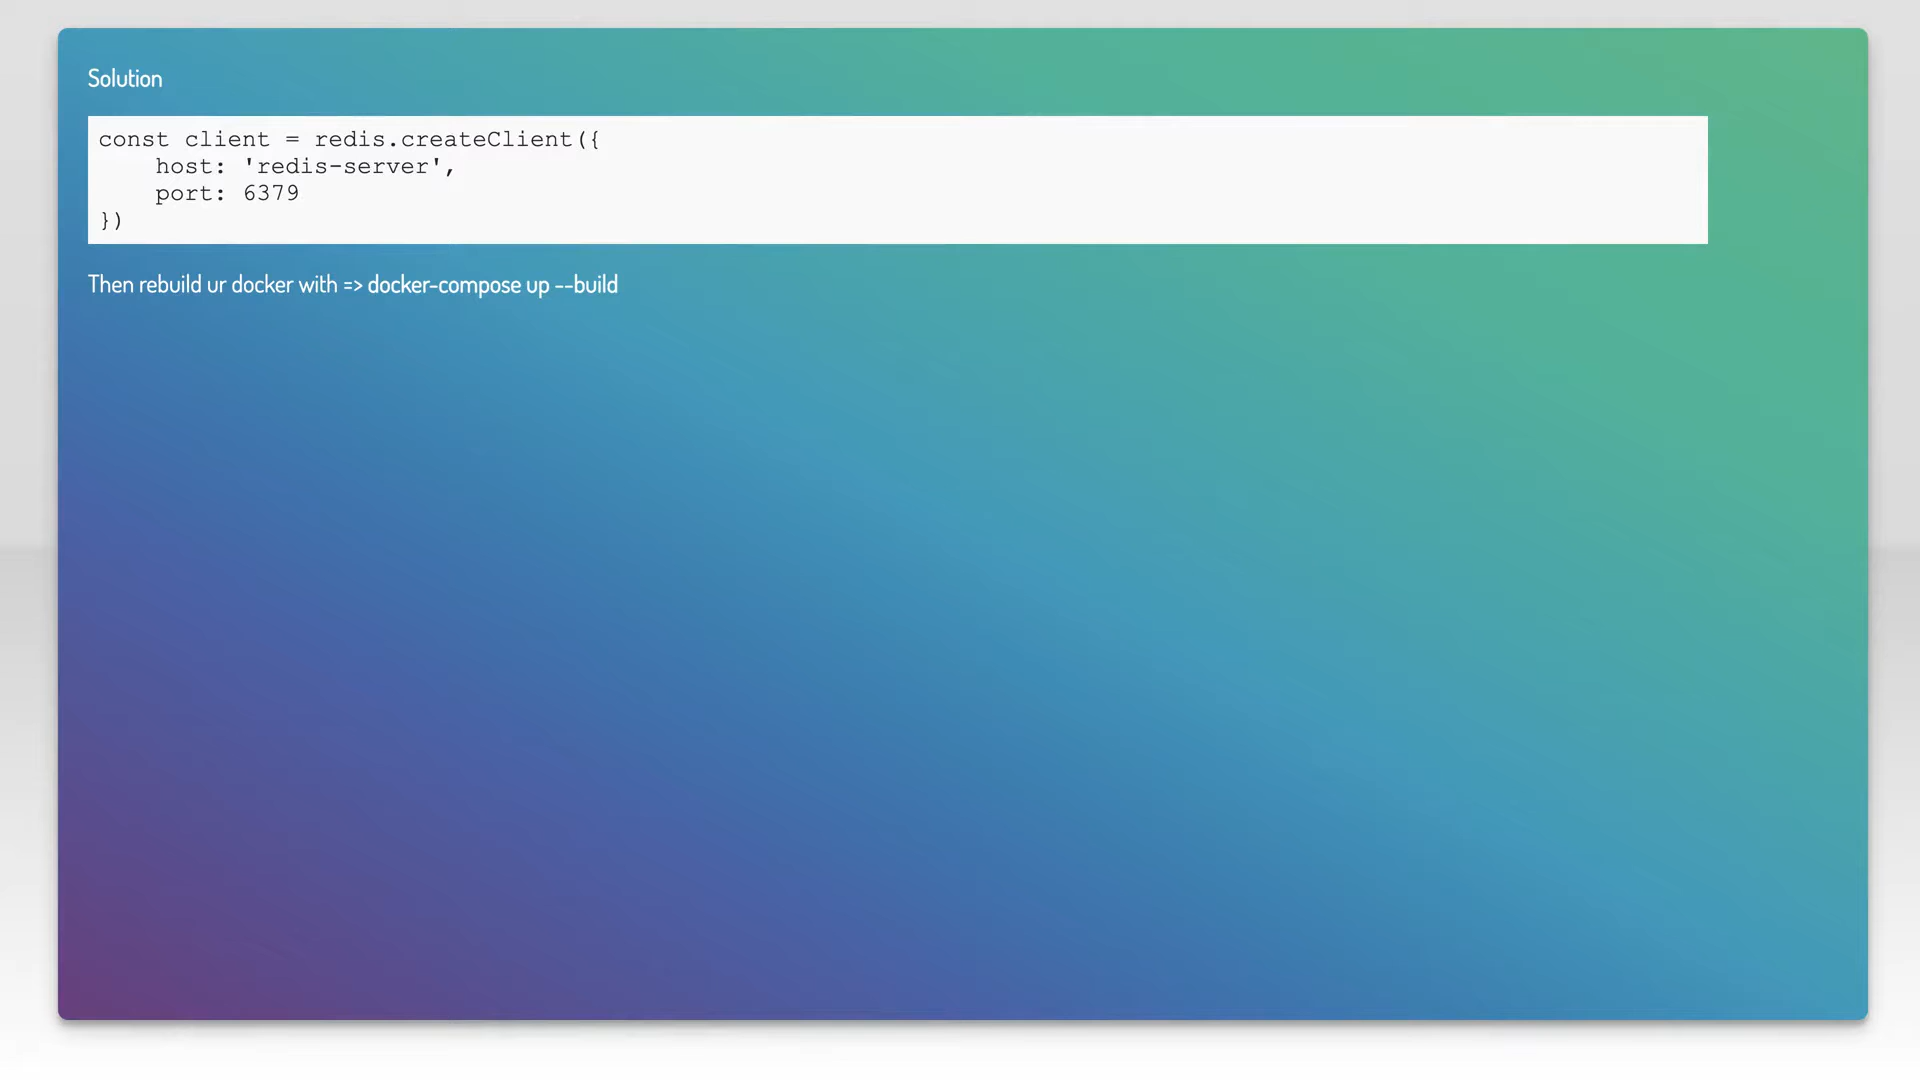 Solution
const client = redis.createClient({
    host: 'redis-server',
    port: 6379
})
Then rebuild ur docker with => docker-compose up --build